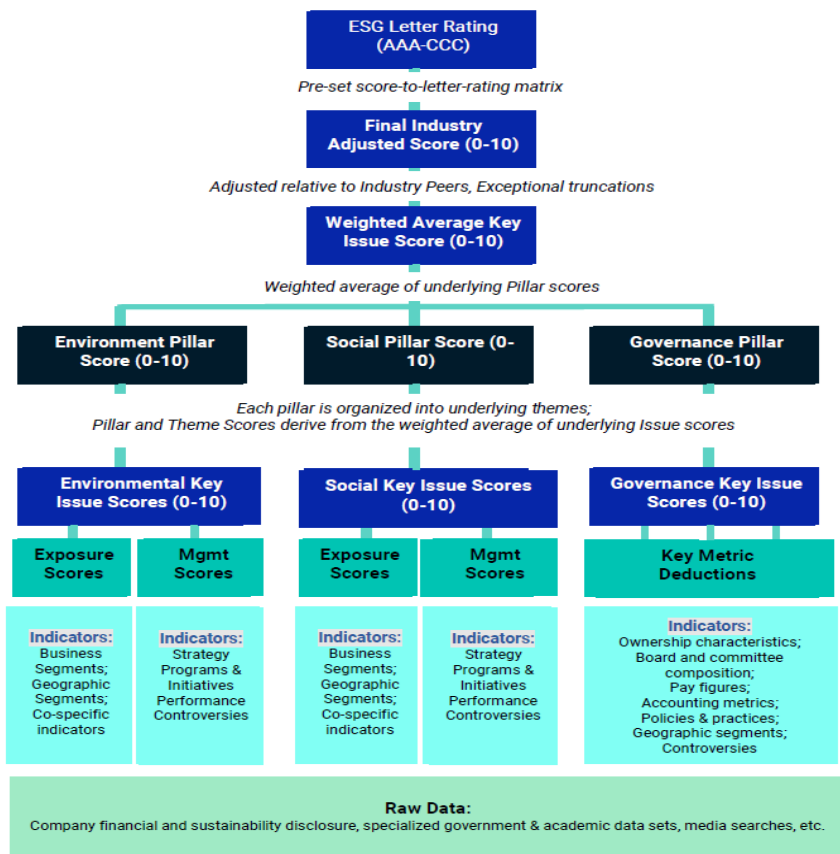 ESG Letter Rating
(AAA-CCC)
Pre-set score-to-letter-rating matrix
Final Industry
Adjusted Score (0-10)
Adjusted relative to Industry Peers, Exceptional truncations
Weighted Average Key
Issue Score (0-10)
Weighted average of underlying Pillar scores
Environment Pillar
Score (0-10)
Social Pillar Score (0-
10)
Governance Pillar
Score (0-10)
Each pillar is organized into underlying themes;
Pillar and Theme Scores derive from the weighted average of underlying Issue scores
Environmental Key
Issue Scores (0-10)
Social Key Issue Scores
(0-10)
Governance Key Issue
Scores (0-10)
Exposure
Scores
Mgmt
Scores
Exposure
Scores
Mgmt
Scores
Key Metric
Deductions
Indicators:
Business
Segments;
Geographic
Segments;
Co-specific
indicators
Indicators:
Strategy
Programs &
Initiatives
Performance
Controversies
Indicators:
Business
Segments;
Geographic
Segments;
Co-specific
indicators
Indicators:
Strategy
Programs &
Initiatives
Performance
Controversies
Indicators:
Ownership characteristics;
Board and committee
composition;
Pay figures;
Accounting metrics;
Policies & practices;
Geographic segments;
Controversies
Raw Data:
Company financial and sustainability disclosure, specialized government & academic data sets, media searches, etc.